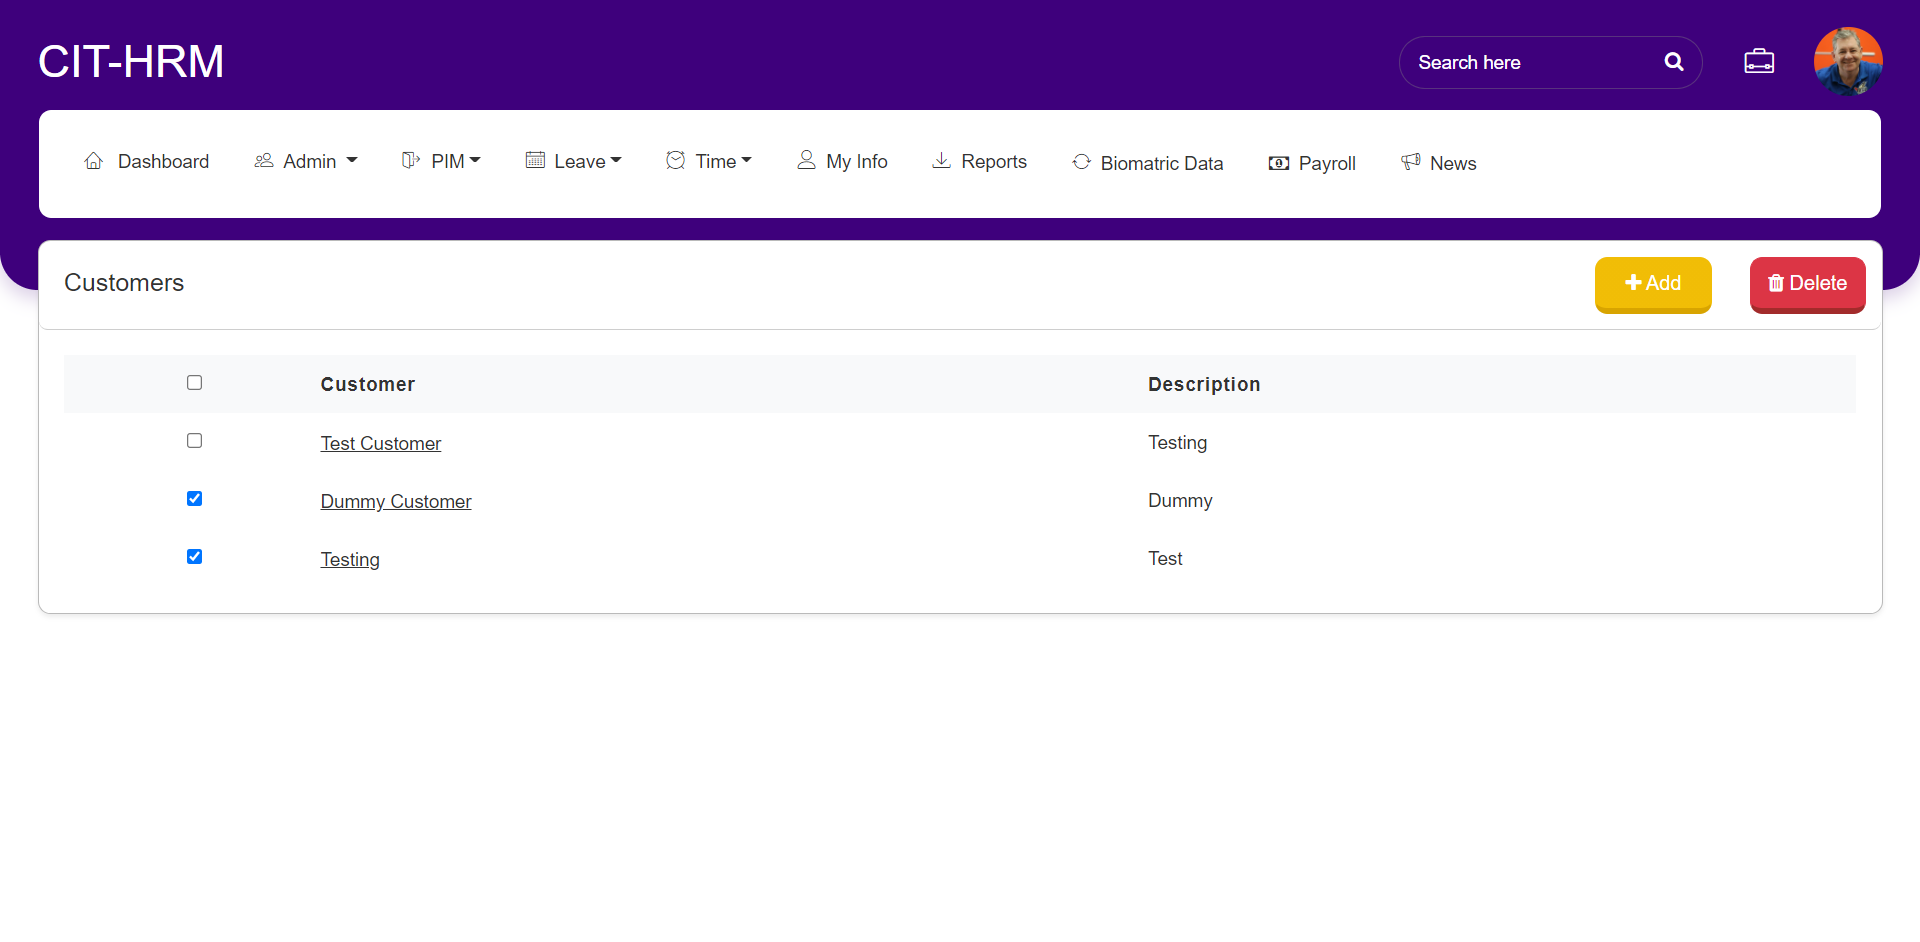 CIT-HRM
Search here
Dashboard Admin PIM Leave Time My Info Reports Biomatric Data Payroll News
Customers
Add Delete
Customer Description
Test Customer Testing
Dummy Customer Dummy
Testing Test